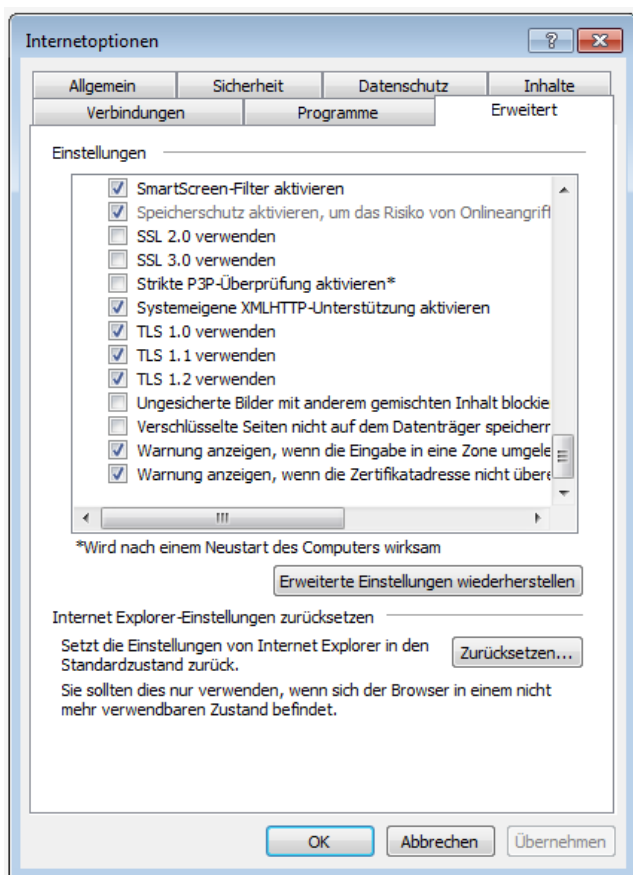 Internetoptionen
Allgemein Sicherheit Datenschutz Inhalte
Verbindungen Programme Erweitert
Einstellungen
SmartScreen-Filter aktivieren
Speicherschutz aktivieren, um das Risiko von Onlineangriff
SSL 2.0 verwenden
SSL 3.0 verwenden
Strikte P3P-Überprüfung aktivieren*
Systemeigene XMLHTTP-Unterstützung aktivieren
TLS 1.0 verwenden
TLS 1.1 verwenden
TLS 1.2 verwenden
Ungesicherte Bilder mit anderem gemischten Inhalt blockie
Verschlüsselte Seiten nicht auf dem Datenträger speicherr
Warnung anzeigen, wenn die Eingabe in eine Zone umgele
Warnung anzeigen, wenn die Zertifikatadresse nicht übere
*Wird nach einem Neustart des Computers wirksam
Erweiterte Einstellungen wiederherstellen
Internet Explorer-Einstellungen zurücksetzen
Setzt die Einstellungen von Internet Explorer in den
Standardzustand zurück.
Zurücksetzen...
Sie sollten dies nur verwenden, wenn sich der Browser in einem nicht
mehr verwendbaren Zustand befindet.
OK Abbrechen Übernehmen